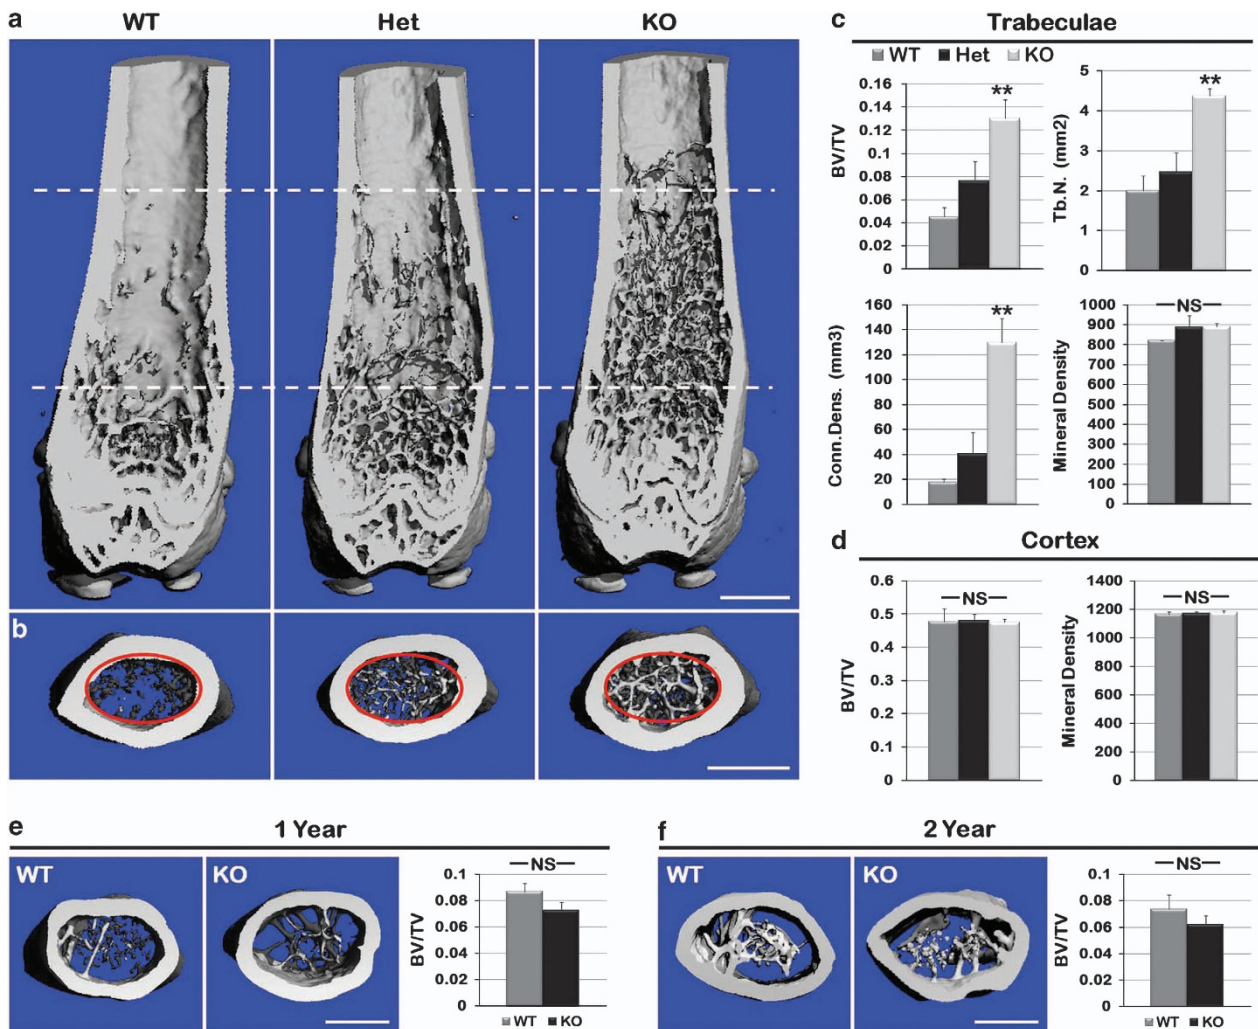 a WT Het KO
b
c Trabeculae
WT Het KO
BV/TV
0.16
0.14
0.12
0.1
0.08
0.06
0.04
0.02
0
**
Tb.N. (mm2)
5
4
3
2
1
0
**
Conn.Dens. (mm3)
160
140
120
100
80
60
40
20
0
**
Mineral Density
1000
900
800
700
600
500
400
300
200
100
0
NS
d Cortex
BV/TV
0.6
0.5
0.4
0.3
0.2
0.1
0
NS
Mineral Density
1400
1200
1000
800
600
400
200
0
NS
e 1 Year
WT
KO
BV/TV
0.1
0.08
0.06
0.04
0.02
0
NS
WT KO
f 2 Year
WT
KO
BV/TV
0.1
0.08
0.06
0.04
0.02
0
NS
WT KO